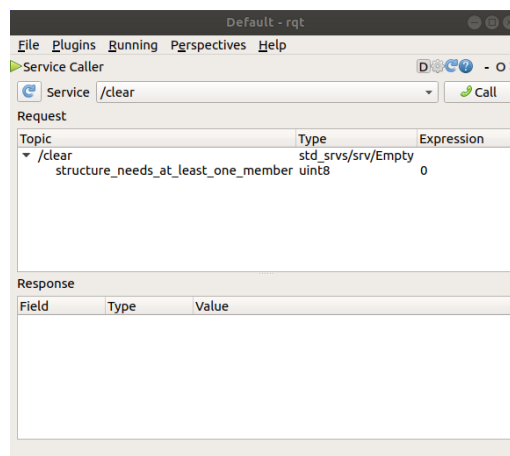 Default - rqt
File Plugins Running Perspectives Help
Service Caller D - O
Service /clear Call
Request
Topic Type Expression
/clear std_srvs/srv/Empty
structure_needs_at_least_one_member uint8 0
Response
Field Type Value